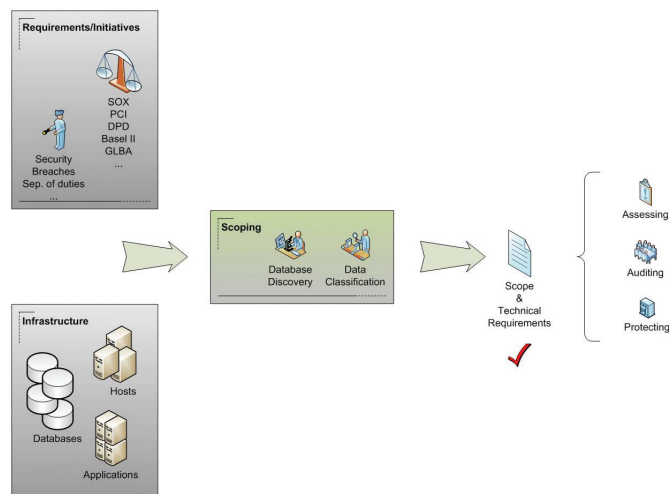 Requirements/Initiatives
SOX
PCI
DPD
Basel II
GLBA
...
Security
Breaches
Sep. of duties
...
Scoping
Database
Discovery
Data
Classification
Scope
&
Technical
Requirements
Assessing
Auditing
Protecting
Infrastructure
Hosts
Databases
Applications